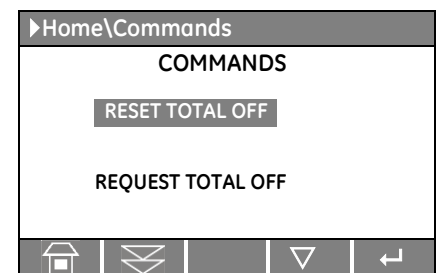 Home\Commands
COMMANDS
RESET TOTAL OFF
REQUEST TOTAL OFF